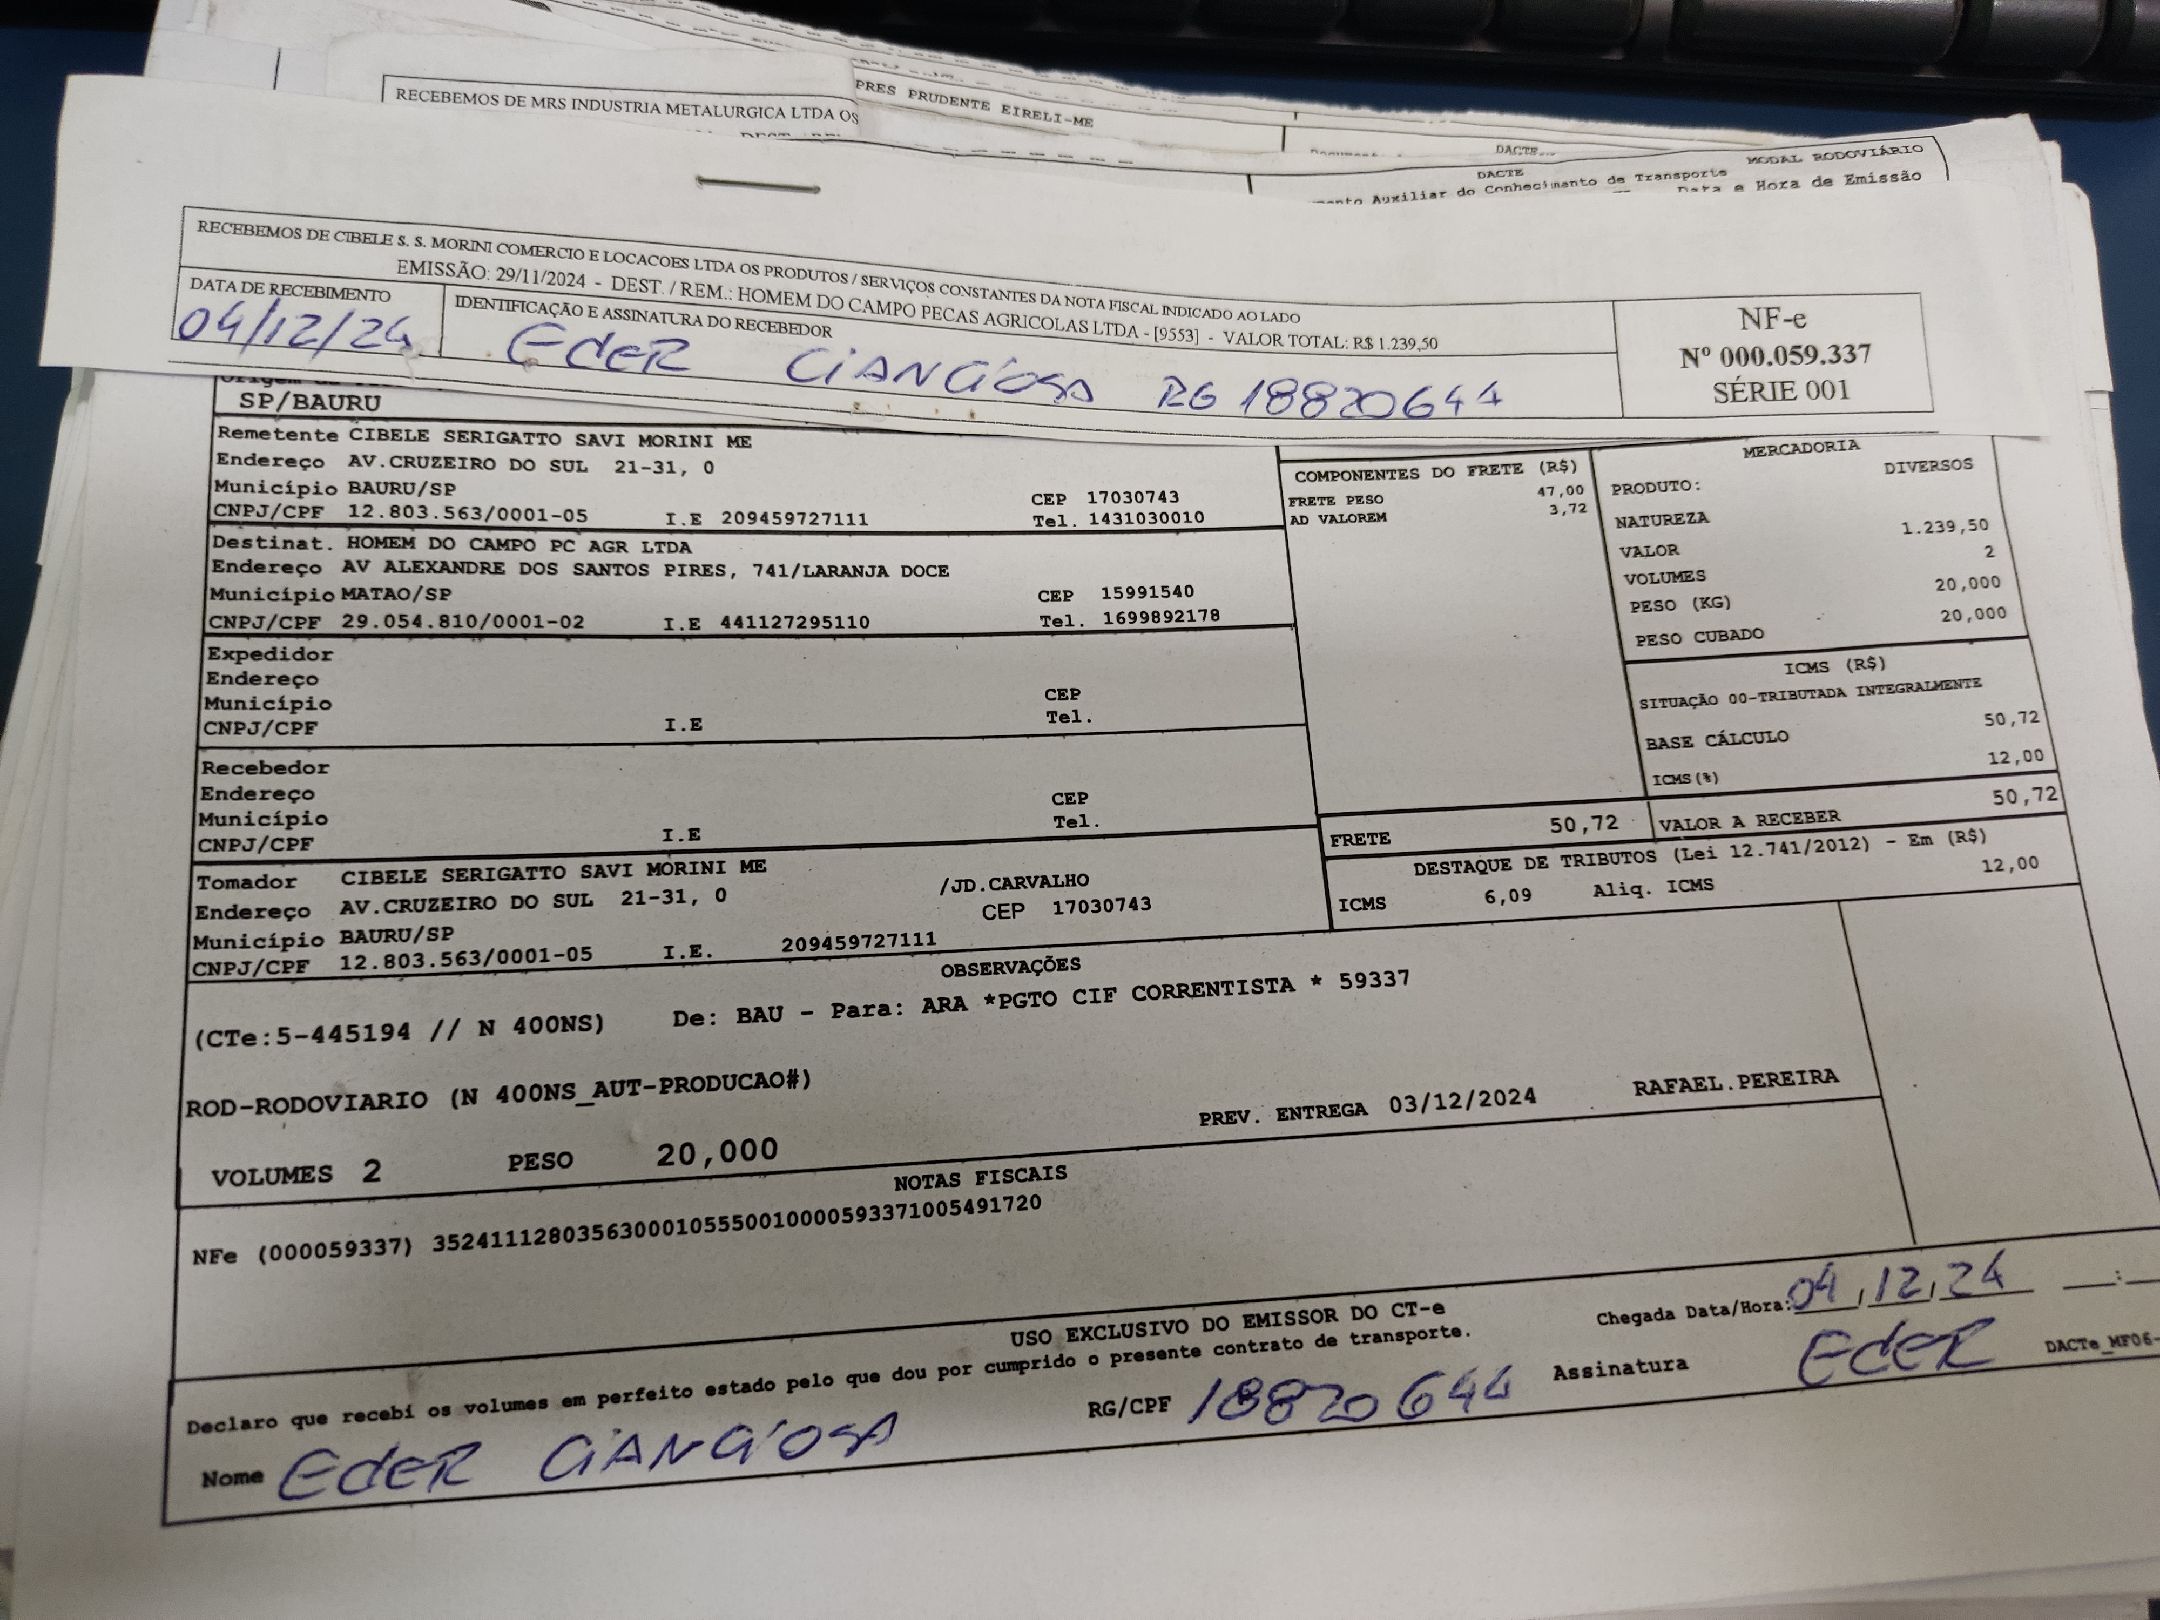 PRES PRUDENTE EIRELI-ME
RECEBEMOS DE MRS INDUSTRIA METALURGICA LTDA OS
DACTE
MODAL RODOVIÁRIO
DACTE
Auxiliar do Conhecimento de Transporte
Data e Hora de Emissão
RECEBEMOS DE CIBELE S. S. MORINI COMERCIO E LOCACOES LTDA OS PRODUTOS / SERVIÇOS CONSTANTES DA NOTA FISCAL INDICADO AO LADO
EMISSÃO: 29/11/2024 - DEST. / REM.: HOMEM DO CAMPO PECAS AGRICOLAS LTDA - [9553] - VALOR TOTAL: R$ 1.239,50
DATA DE RECEBIMENTO
04/12/24
IDENTIFICAÇÃO E ASSINATURA DO RECEBEDOR
EdER CiANCiOSA RG 18820644
NF-e
Nº 000.059.337
SÉRIE 001
SP/BAURU
Remetente CIBELE SERIGATTO SAVI MORINI ME
Endereço AV.CRUZEIRO DO SUL 21-31, 0
Município BAURU/SP CEP 17030743
CNPJ/CPF 12.803.563/0001-05 I.E 209459727111 Tel. 1431030010
Destinat. HOMEM DO CAMPO PC AGR LTDA
Endereço AV ALEXANDRE DOS SANTOS PIRES, 741/LARANJA DOCE
Município MATAO/SP CEP 15991540
CNPJ/CPF 29.054.810/0001-02 I.E 441127295110 Tel. 1699892178
Expedidor
Endereço
Município CEP
CNPJ/CPF I.E Tel.
Recebedor
Endereço CEP
Município Tel.
CNPJ/CPF I.E
Tomador CIBELE SERIGATTO SAVI MORINI ME
Endereço AV.CRUZEIRO DO SUL 21-31, 0 /JD.CARVALHO
CEP 17030743
Município BAURU/SP
CNPJ/CPF 12.803.563/0001-05 I.E. 209459727111
COMPONENTES DO FRETE (R$)
FRETE PESO 47,00
AD VALOREM 3,72
MERCADORIA
PRODUTO: DIVERSOS
NATUREZA
VALOR 1.239,50
VOLUMES 2
PESO (KG) 20,000
PESO CUBADO 20,000
ICMS (R$)
SITUAÇÃO 00-TRIBUTADA INTEGRALMENTE
BASE CÁLCULO 50,72
ICMS(%) 12,00
FRETE 50,72 VALOR A RECEBER 50,72
DESTAQUE DE TRIBUTOS (Lei 12.741/2012) - Em (R$)
ICMS 6,09 Aliq. ICMS 12,00
OBSERVAÇÕES
(CTe:5-445194 // N 400NS) De: BAU - Para: ARA *PGTO CIF CORRENTISTA * 59337
ROD-RODOVIARIO (N 400NS_AUT-PRODUCAO#)
PREV. ENTREGA 03/12/2024 RAFAEL.PEREIRA
VOLUMES 2 PESO 20,000
NOTAS FISCAIS
NFe (000059337) 35241112803563000105550010000593371005491720
USO EXCLUSIVO DO EMISSOR DO CT-e
Declaro que recebi os volumes em perfeito estado pelo que dou por cumprido o presente contrato de transporte.
Chegada Data/Hora: 04,12,24 __:__
Nome EdER CiANCiOSA RG/CPF 18820644 Assinatura EdER
DACTe_MF06-